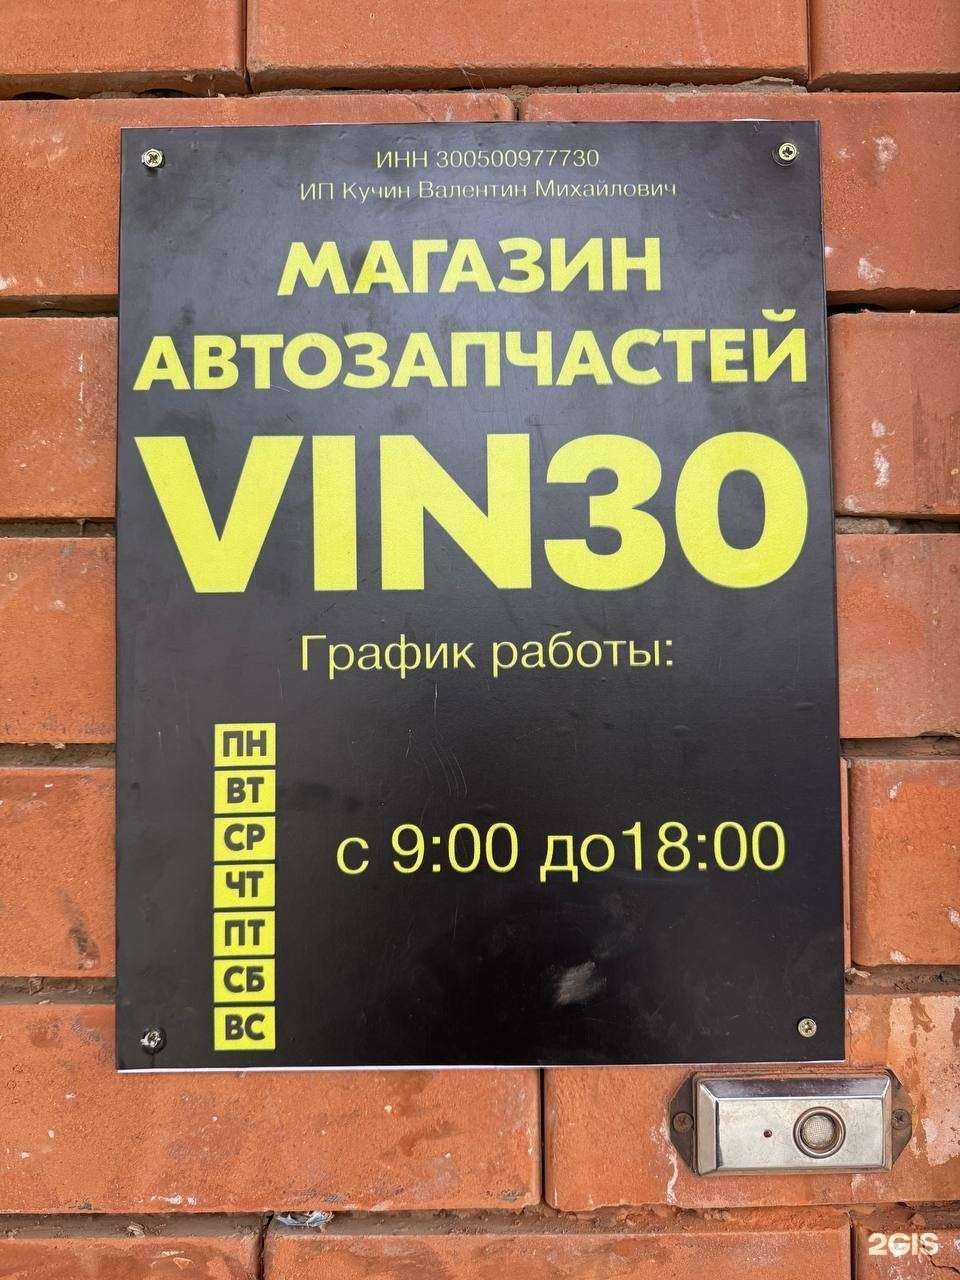 ИНН 300500977730
ИП Кучин Валентин Михайлович
МАГАЗИН
АВТОЗАПЧАСТЕЙ
VIN30
График работы:
ПН
ВТ
СР
ЧТ
ПТ
СБ
ВС
с 9:00 до18:00
2GIS